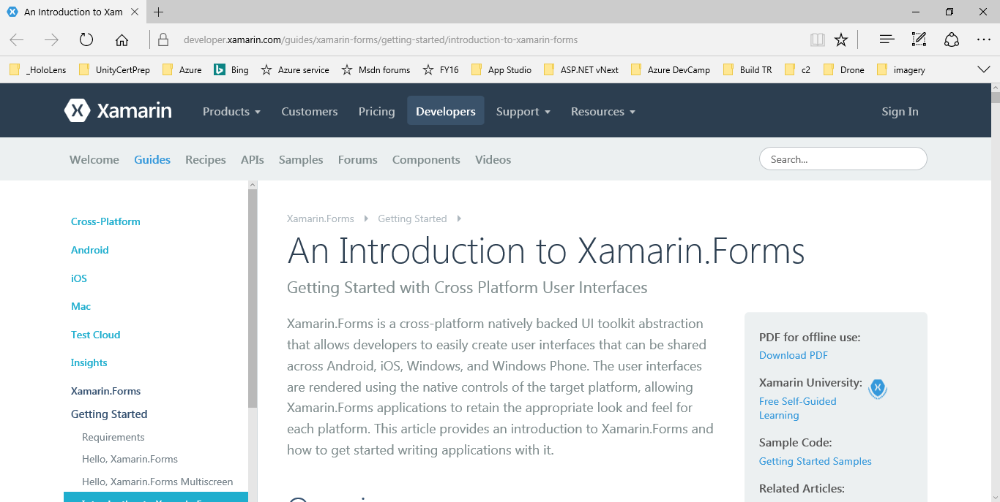 An Introduction to Xam
developer.xamarin.com/guides/xamarin-forms/getting-started/introduction-to-xamarin-forms
_HoloLens UnityCertPrep Azure Bing Azure service Msdn forums FY16 App Studio ASP.NET vNext Azure DevCamp Build TR c2 Drone imagery
Xamarin Products Customers Pricing Developers Support Resources Sign In
Welcome Guides Recipes APIs Samples Forums Components Videos Search...
Cross-Platform
Android
iOS
Mac
Test Cloud
Insights
Xamarin.Forms
Getting Started
Requirements
Hello, Xamarin.Forms
Hello, Xamarin.Forms Multiscreen
Xamarin.Forms Getting Started
An Introduction to Xamarin.Forms
Getting Started with Cross Platform User Interfaces
Xamarin.Forms is a cross-platform natively backed UI toolkit abstraction
that allows developers to easily create user interfaces that can be shared
across Android, iOS, Windows, and Windows Phone. The user interfaces
are rendered using the native controls of the target platform, allowing
Xamarin.Forms applications to retain the appropriate look and feel for
each platform. This article provides an introduction to Xamarin.Forms and
how to get started writing applications with it.
PDF for offline use:
Download PDF
Xamarin University:
Free Self-Guided
Learning
Sample Code:
Getting Started Samples
Related Articles: